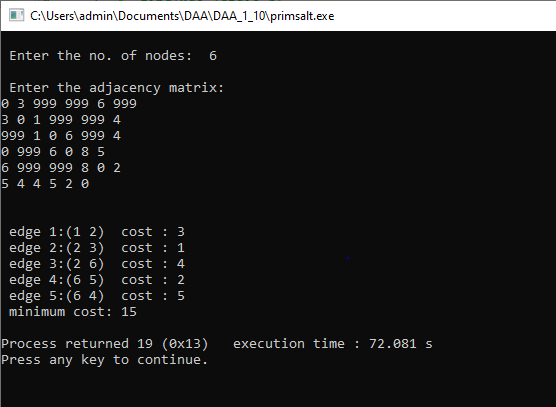 C:\Users\admin\Documents\DAA\DAA_1_10\primsalt.exe
Enter the no. of nodes:  6
Enter the adjacency matrix:
0 3 999 999 6 999
3 0 1 999 999 4
999 1 0 6 999 4
0 999 6 0 8 5
6 999 999 8 0 2
5 4 4 5 2 0
edge 1:(1 2)  cost : 3
edge 2:(2 3)  cost : 1
edge 3:(2 6)  cost : 4
edge 4:(6 5)  cost : 2
edge 5:(6 4)  cost : 5
minimum cost: 15
Process returned 19 (0x13)   execution time : 72.081 s
Press any key to continue.